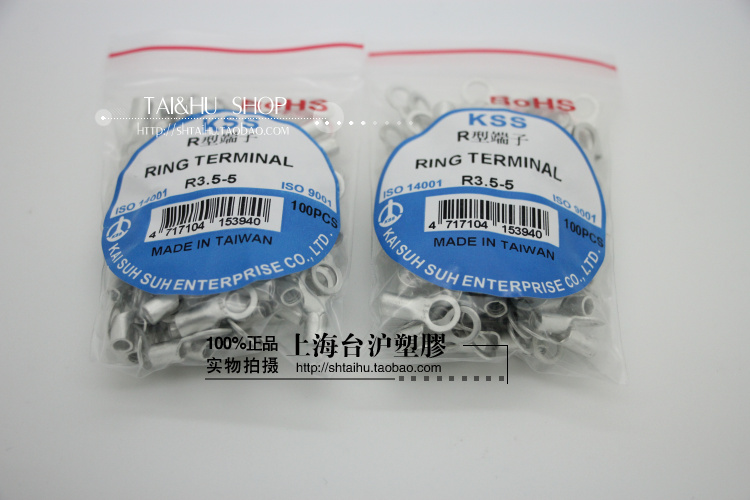 TAI&HU SHOP
HTTP://SHTAIHU.TAOBAO.COM/
RoHS
KSS
R型端子
RING TERMINAL
R3.5-5
ISO 14001
ISO 9001
100PCS
4 717104 153940
MADE IN TAIWAN
KAI SUH SUH ENTERPRISE CO., LTD.
RoHS
KSS
R型端子
RING TERMINAL
R3.5-5
ISO 14001
ISO 9001
100PCS
4 717104 153940
MADE IN TAIWAN
KAI SUH SUH ENTERPRISE CO., LTD.
100%正品
实物拍摄
上海台沪塑膠
http://shtaihu.taobao.com/